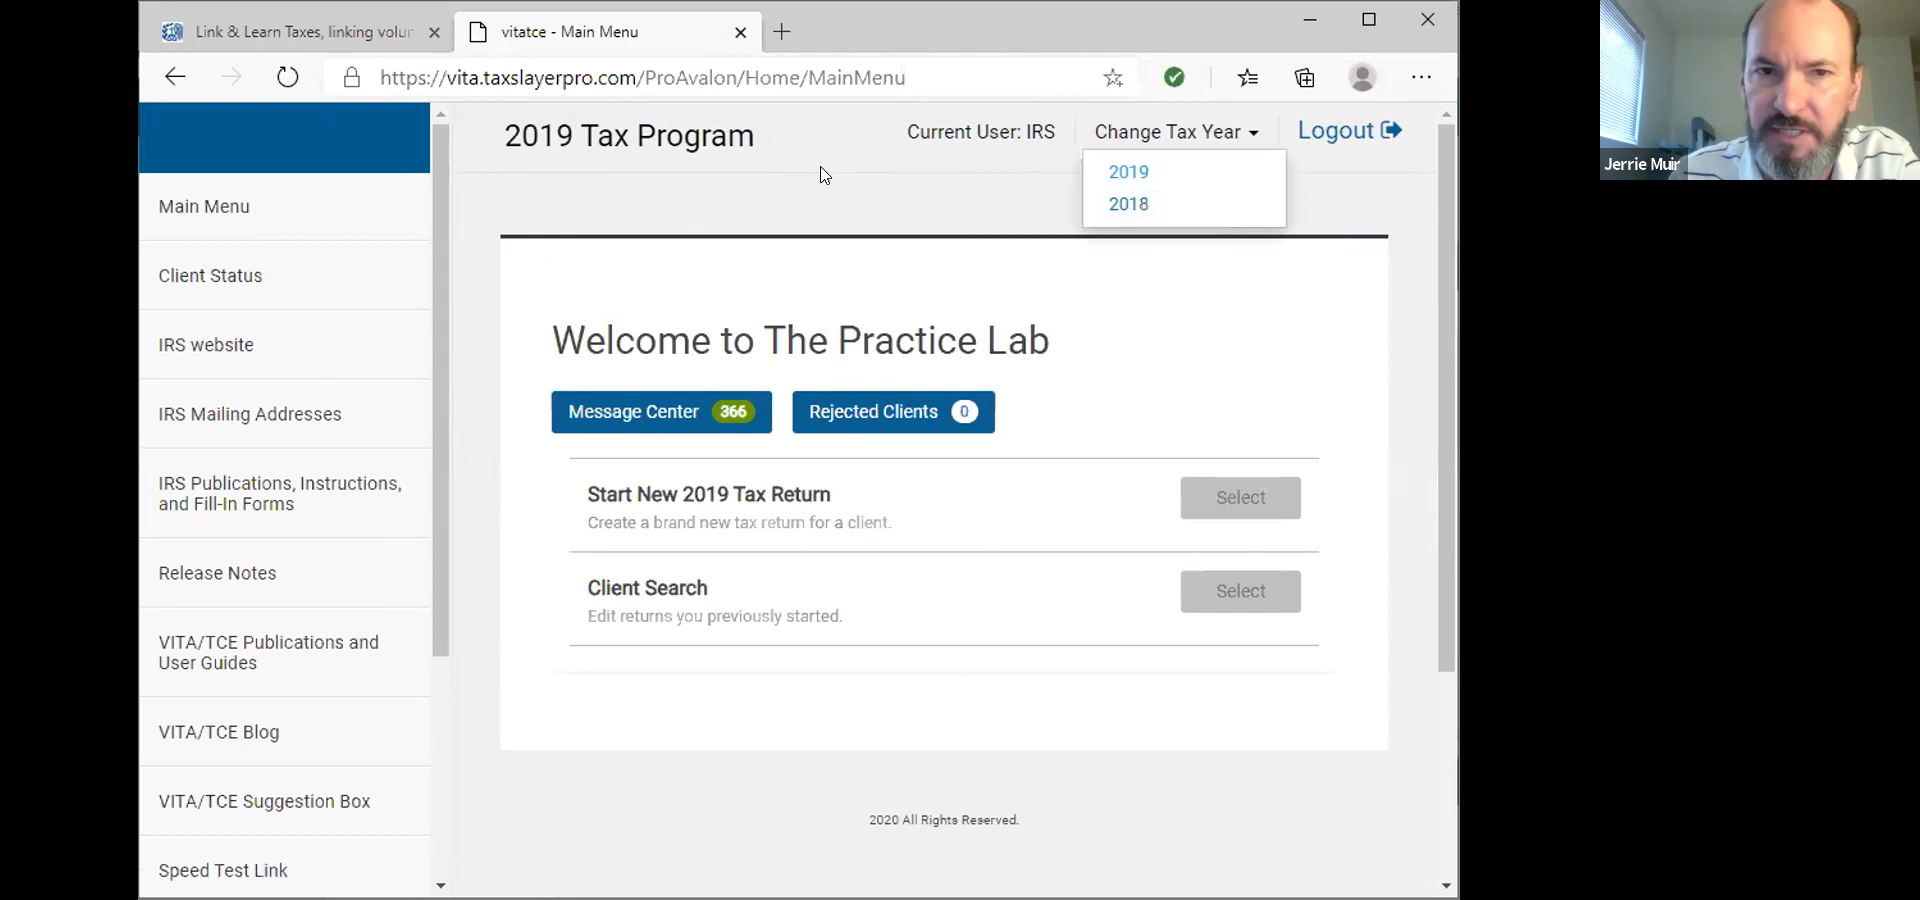 Link & Learn Taxes, linking volur
vitatce - Main Menu
https://vita.taxslayerpro.com/ProAvalon/Home/MainMenu
2019 Tax Program
Current User: IRS
Change Tax Year
Logout
2019
2018
Jerrie Muir
Main Menu
Client Status
IRS website
IRS Mailing Addresses
IRS Publications, Instructions,
and Fill-In Forms
Release Notes
VITA/TCE Publications and
User Guides
VITA/TCE Blog
VITA/TCE Suggestion Box
Speed Test Link
Welcome to The Practice Lab
Message Center 366
Rejected Clients 0
Start New 2019 Tax Return
Create a brand new tax return for a client.
Select
Client Search
Edit returns you previously started.
Select
2020 All Rights Reserved.